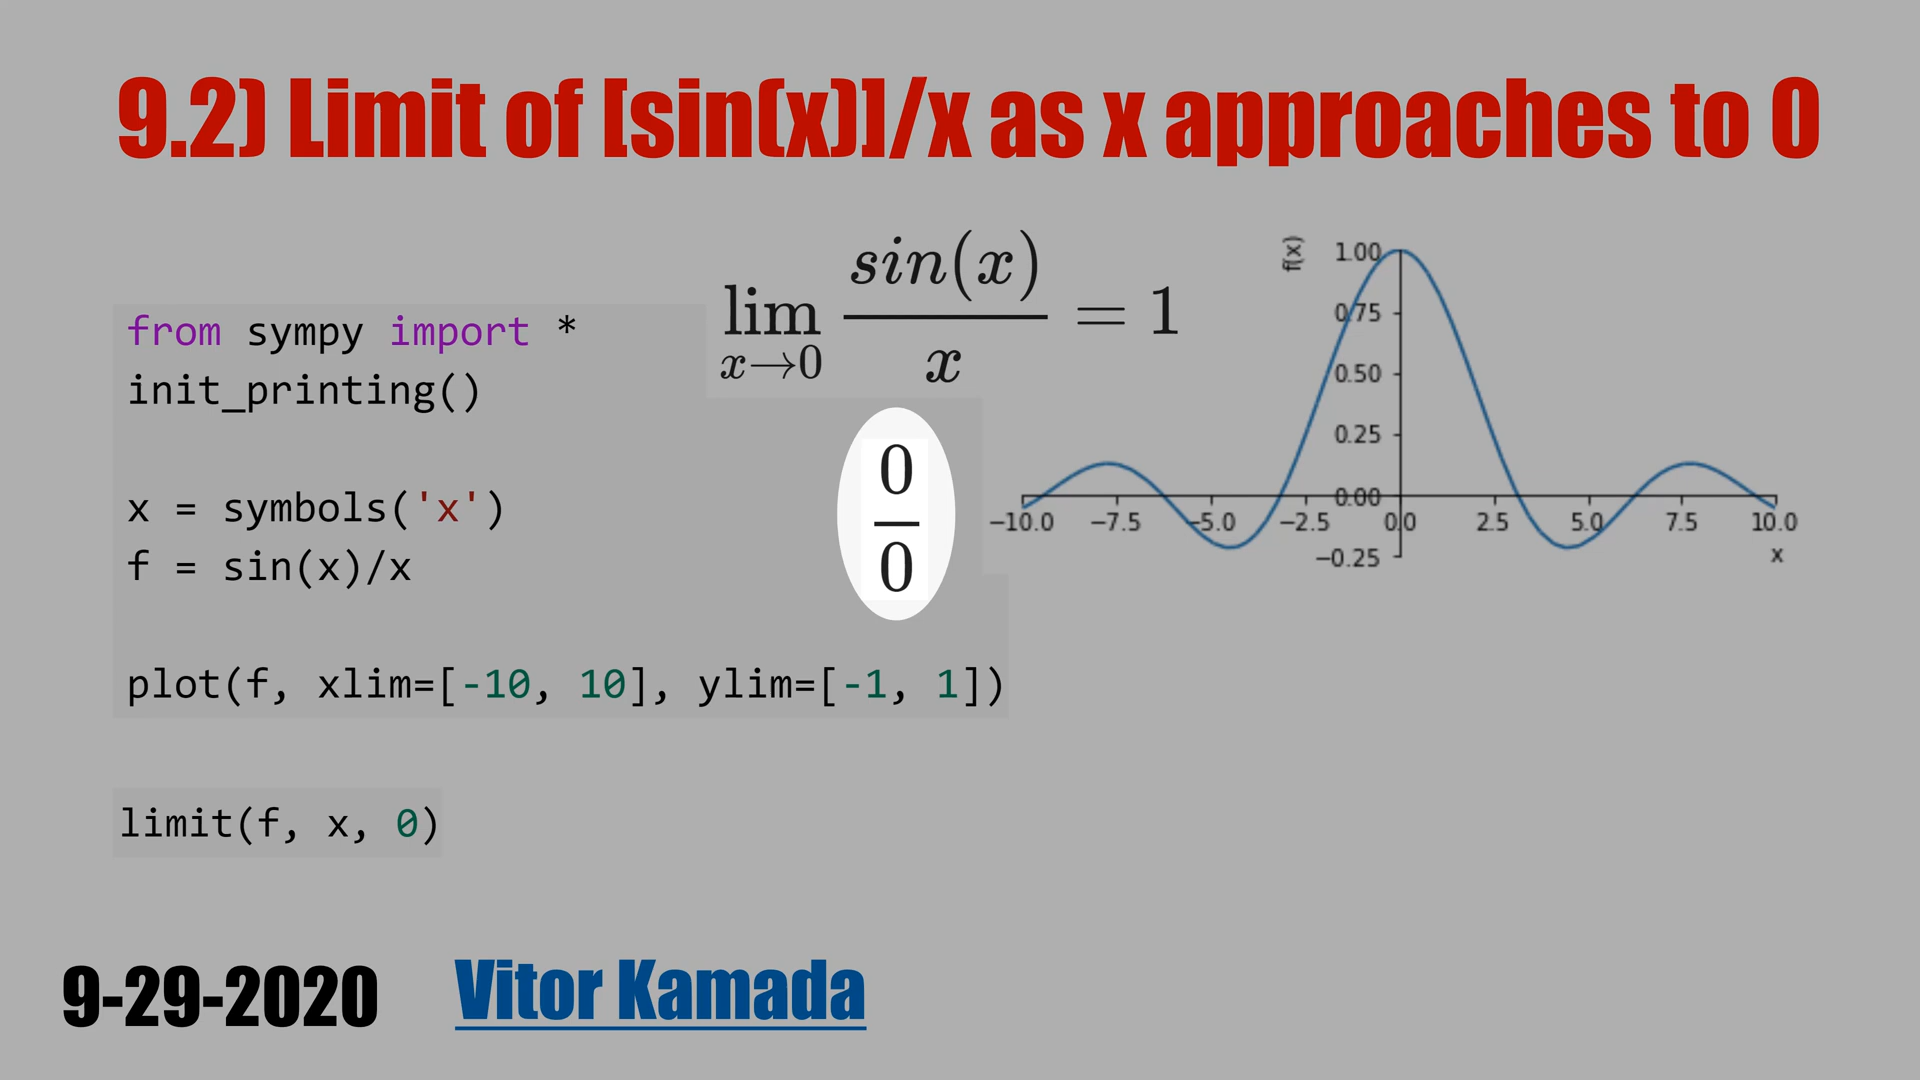 9.2) Limit of [sin(x)]/x as x approaches to 0
from sympy import *
init_printing()
x = symbols('x')
f = sin(x)/x
plot(f, xlim=[-10, 10], ylim=[-1, 1])
limit(f, x, 0)
lim x→0 sin(x)/x = 1
0
0
f(x)
1.00
0.75
0.50
0.25
0.00
−0.25
−10.0 −7.5 −5.0 −2.5 0.0 2.5 5.0 7.5 10.0
x
9-29-2020 Vitor Kamada